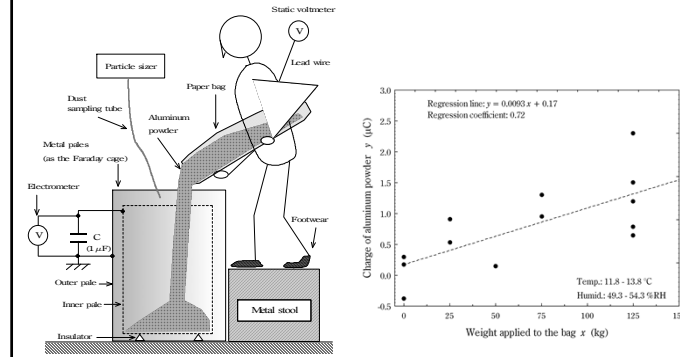 Static voltmeter
V
Lead wire
Particle sizer
Paper bag
Dust
sampling tube
Aluminum
powder
Metal pales
(as the Faraday cage)
Electrometer
V
C
(1 μF)
Footwear
Outer pale
Inner pale
Metal stool
Insulator
3.0
2.5
2.0
1.5
1.0
0.5
0.0
-0.5
Charge of aluminum powder y (μC)
Regression line: y = 0.0093 x + 0.17
Regression coefficient: 0.72
Temp.: 11.8 - 13.8 °C
Humid.: 49.3 - 54.3 %RH
0 25 50 75 100 125 15
Weight applied to the bag x (kg)